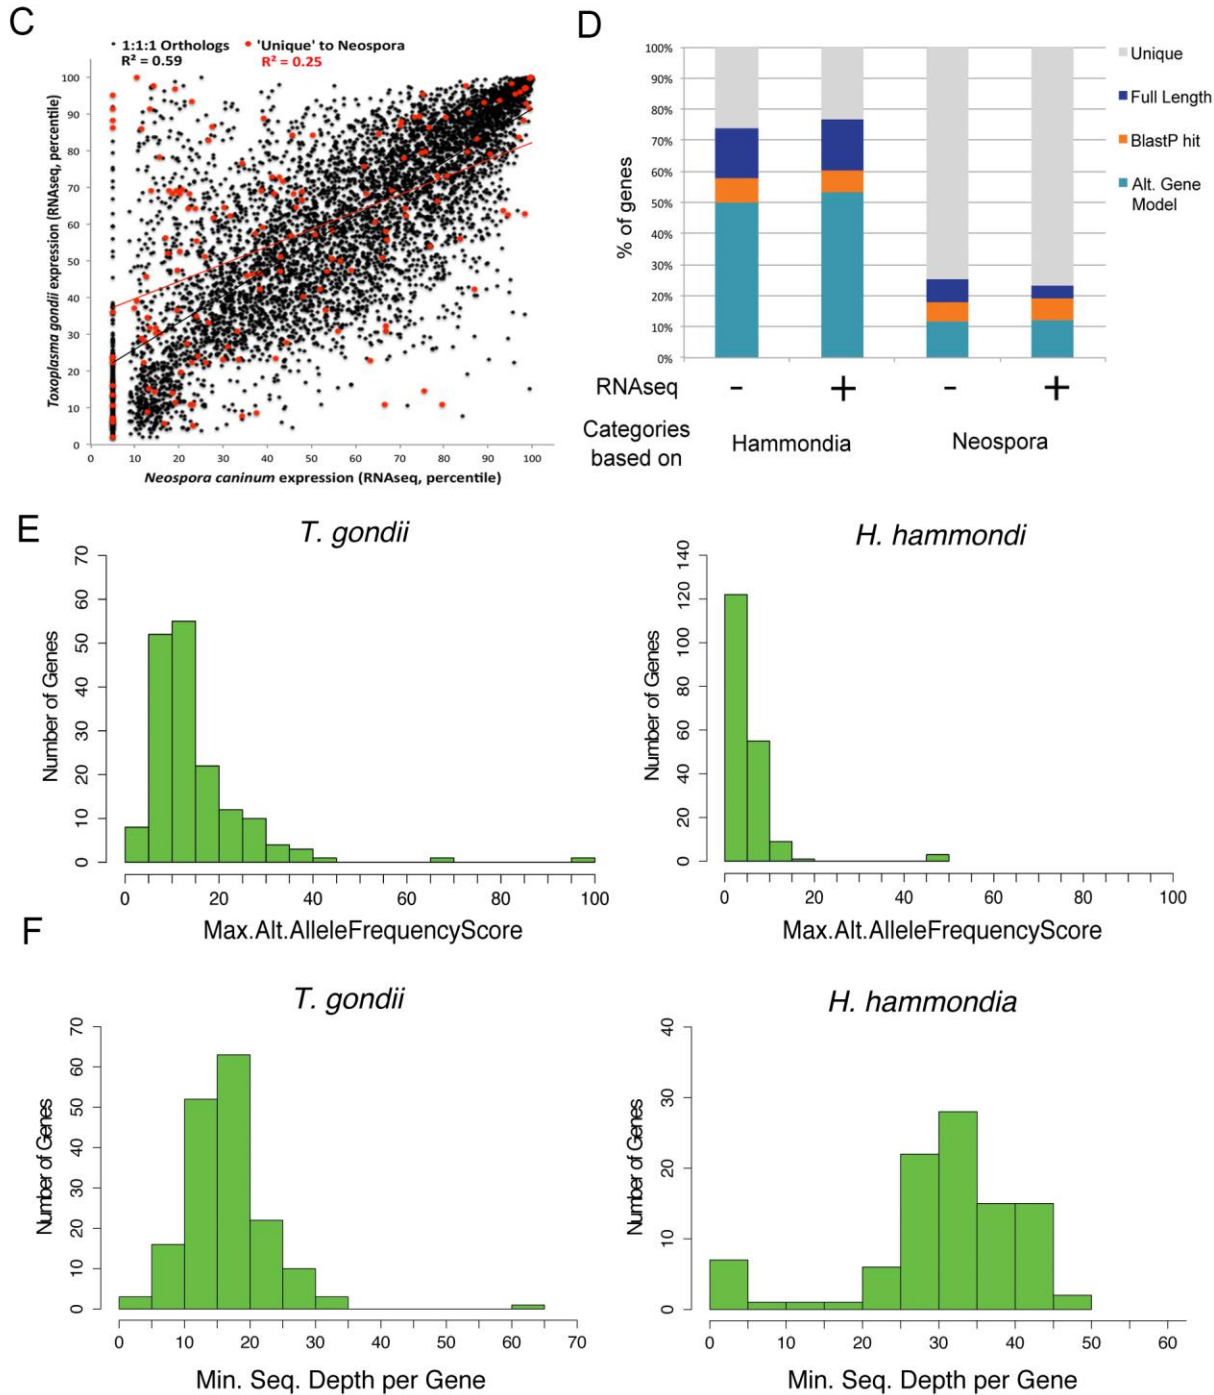 C
• 1:1:1 Orthologs • 'Unique' to Neospora
R² = 0.59 R² = 0.25
Toxoplasma gondii expression (RNAseq, percentile)
100
90
80
70
60
50
40
30
20
10
0
0 10 20 30 40 50 60 70 80 90 100
Neospora caninum expression (RNAseq, percentile)
D
% of genes
100%
90%
80%
70%
60%
50%
40%
30%
20%
10%
0%
Unique
Full Length
BlastP hit
Alt. Gene
Model
RNAseq - + - +
Categories
based on
Hammondia Neospora
E
T. gondii
Number of Genes
70
60
50
40
30
20
10
0
0 20 40 60 80 100
Max.Alt.AlleleFrequencyScore
H. hammondi
Number of Genes
140
120
100
80
60
40
20
0
0 20 40 60 80 100
Max.Alt.AlleleFrequencyScore
F
T. gondii
Number of Genes
70
60
50
40
30
20
10
0
0 10 20 30 40 50 60 70
Min. Seq. Depth per Gene
H. hammondia
Number of Genes
40
30
20
10
0
0 10 20 30 40 50 60
Min. Seq. Depth per Gene